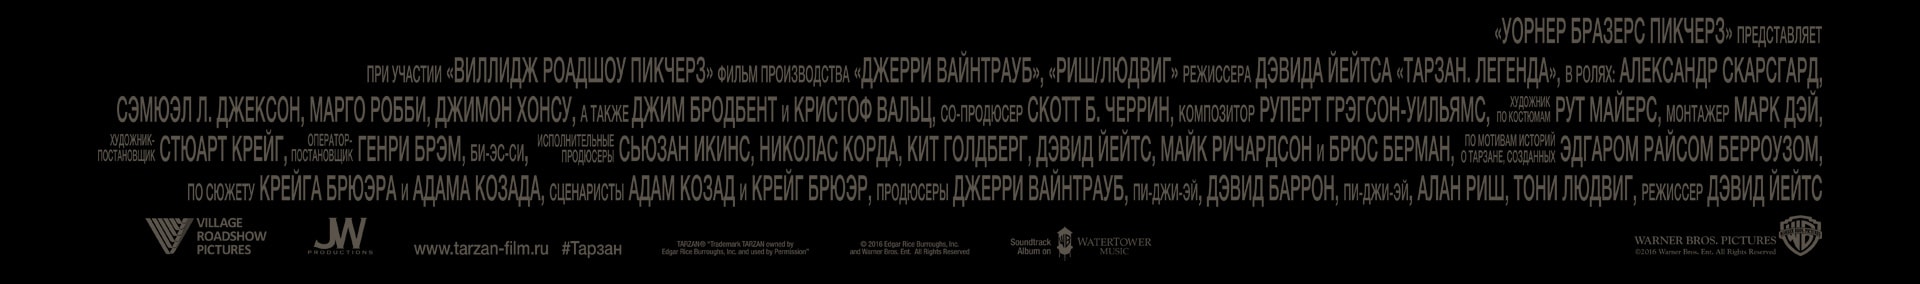 «УОРНЕР БРАЗЕРС ПИКЧЕРЗ» ПРЕДСТАВЛЯЕТ
ПРИ УЧАСТИИ «ВИЛЛИДЖ РОАДШОУ ПИКЧЕРЗ» ФИЛЬМ ПРОИЗВОДСТВА «ДЖЕРРИ ВАЙНТРАУБ», «РИШ/ЛЮДВИГ» РЕЖИССЕРА ДЭВИДА ЙЕЙТСА «ТАРЗАН. ЛЕГЕНДА», В РОЛЯХ: АЛЕКСАНДР СКАРСГАРД,
СЭМЮЭЛ Л. ДЖЕКСОН, МАРГО РОББИ, ДЖИМОН ХОНСУ, А ТАКЖЕ ДЖИМ БРОДБЕНТ И КРИСТОФ ВАЛЬЦ, СО-ПРОДЮСЕР СКОТТ Б. ЧЕРРИН, КОМПОЗИТОР РУПЕРТ ГРЭГСОН-УИЛЬЯМС, ХУДОЖНИК ПО КОСТЮМАМ РУТ МАЙЕРС, МОНТАЖЕР МАРК ДЭЙ,
ХУДОЖНИК-ПОСТАНОВЩИК СТЮАРТ КРЕЙГ, ОПЕРАТОР-ПОСТАНОВЩИК ГЕНРИ БРЭМ, БИ-ЭС-СИ, ИСПОЛНИТЕЛЬНЫЕ ПРОДЮСЕРЫ СЬЮЗАН ИКИНС, НИКОЛАС КОРДА, КИТ ГОЛДБЕРГ, ДЭВИД ЙЕЙТС, МАЙК РИЧАРДСОН И БРЮС БЕРМАН, ПО МОТИВАМ ИСТОРИЙ О ТАРЗАНЕ, СОЗДАННЫХ ЭДГАРОМ РАЙСОМ БЕРРОУЗОМ,
ПО СЮЖЕТУ КРЕЙГА БРЮЭРА И АДАМА КОЗАДА, СЦЕНАРИСТЫ АДАМ КОЗАД И КРЕЙГ БРЮЭР, ПРОДЮСЕРЫ ДЖЕРРИ ВАЙНТРАУБ, ПИ-ДЖИ-ЭЙ, ДЭВИД БАРРОН, ПИ-ДЖИ-ЭЙ, АЛАН РИШ, ТОНИ ЛЮДВИГ, РЕЖИССЕР ДЭВИД ЙЕЙТС
VILLAGE
ROADSHOW
PICTURES
JW
PRODUCTIONS
www.tarzan-film.ru #Тарзан
TARZAN® "Trademark TARZAN owned by
Edgar Rice Burroughs, Inc. and used by Permission"
© 2016 Edgar Rice Burroughs, Inc.
and Warner Bros. Ent. All Rights Reserved
Soundtrack
Album on
WB
WATERTOWER
MUSIC
WARNER BROS. PICTURES
©2016 Warner Bros. Ent. All Rights Reserved
WB